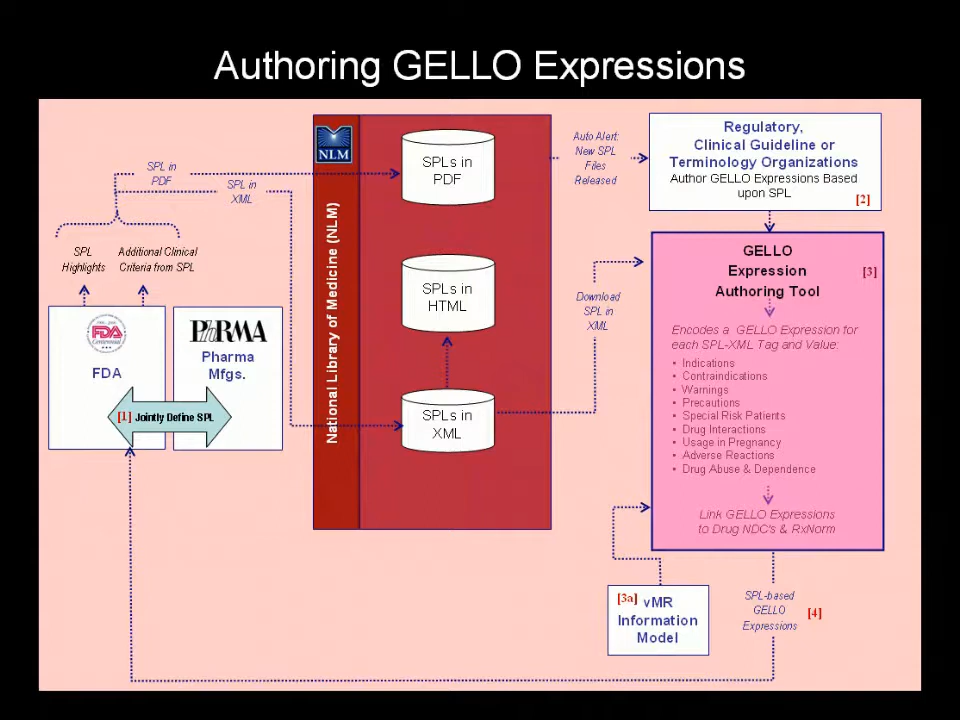 Authoring GELLO Expressions
SPL in
PDF
SPL in
XML
SPL
Highlights
Additional Clinical
Criteria from SPL
FDA
Centennial
FDA
PhRMA
Pharma
Mfgs.
[1] Jointly Define SPL
NLM
National Library of Medicine (NLM)
SPLs in
PDF
SPLs in
HTML
SPLs in
XML
Auto Alert:
New SPL
Files
Released
Download
SPL in
XML
Regulatory,
Clinical Guideline or
Terminology Organizations
Author GELLO Expressions Based
upon SPL
[2]
GELLO
Expression
Authoring Tool
[3]
Encodes a GELLO Expression for
each SPL-XML Tag and Value:
• Indications
• Contraindications
• Warnings
• Precautions
• Special Risk Patients
• Drug Interactions
• Usage in Pregnancy
• Adverse Reactions
• Drug Abuse & Dependence
Link GELLO Expressions
to Drug NDC's & RxNorm
[3a] vMR
Information
Model
SPL-based
GELLO
Expressions
[4]